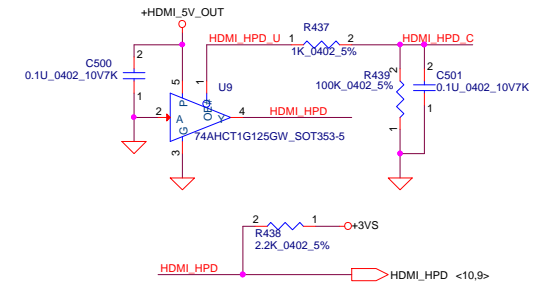 +HDMI_5V_OUT
HDMI_HPD_U
1
R437
2
HDMI_HPD_C
1K_0402_5%
2
C500
0.1U_0402_10V7K
1
5
1
U9
P
OE#
2
A
Y
4
HDMI_HPD
G
74AHCT1G125GW_SOT353-5
3
2
R439
100K_0402_5%
1
2
C501
0.1U_0402_10V7K
1
2
1
+3VS
R438
2.2K_0402_5%
HDMI_HPD
HDMI_HPD <10,9>